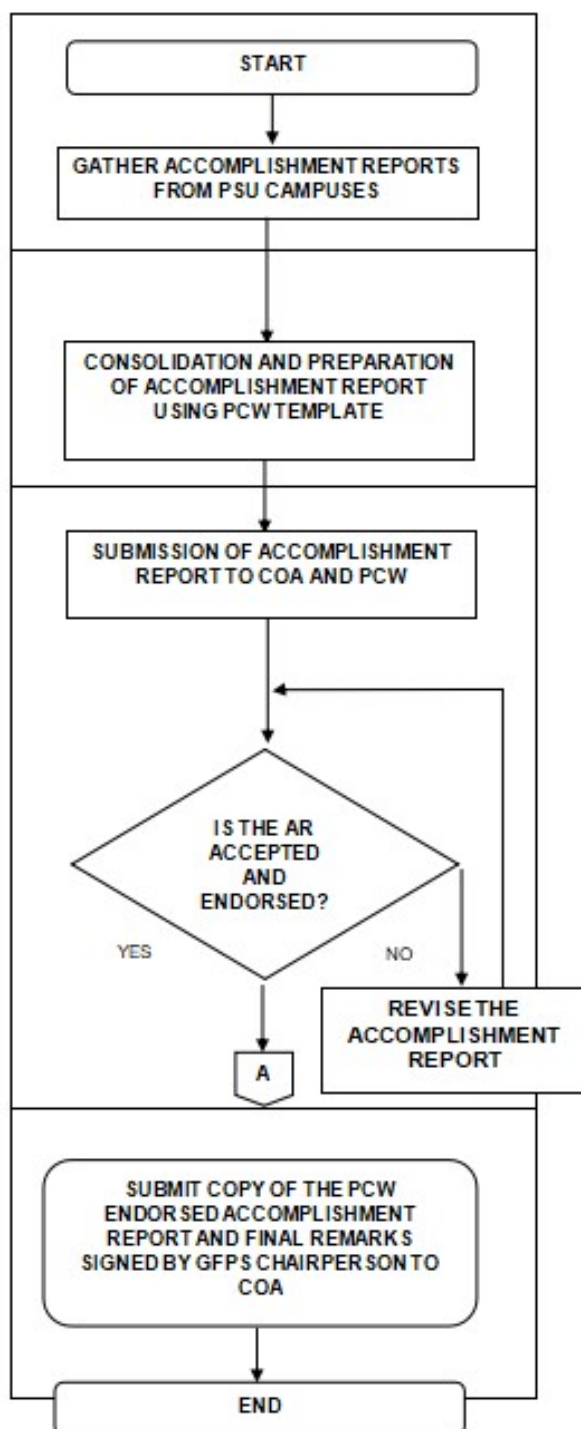 START
GATHER ACCOMPLISHMENT REPORTS
FROM PSU CAMPUSES
CONSOLIDATION AND PREPARATION
OF ACCOMPLISHMENT REPORT
USING PCW TEMPLATE
SUBMISSION OF ACCOMPLISHMENT
REPORT TO COA AND PCW
IS THE AR
ACCEPTED
AND
ENDORSED?
YES
NO
REVISE THE
ACCOMPLISHMENT
REPORT
A
SUBMIT COPY OF THE PCW
ENDORSED ACCOMPLISHMENT
REPORT AND FINAL REMARKS
SIGNED BY GFPS CHAIRPERSON TO
COA
END